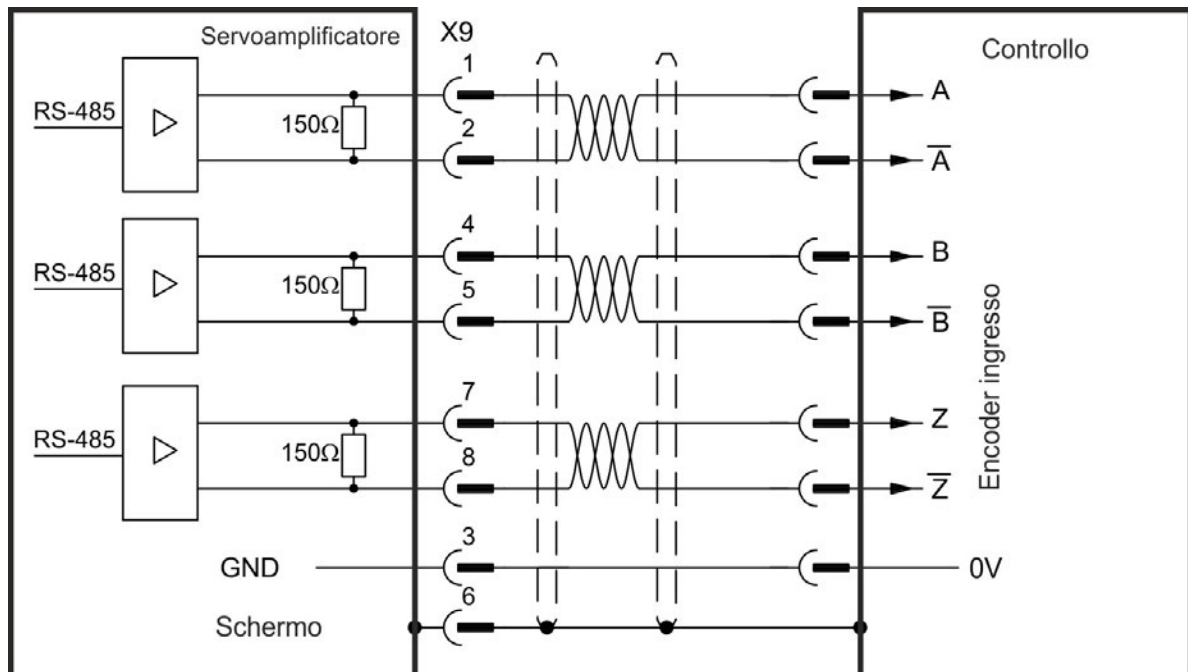 Servoamplificatore
X9
Controllo
1
A
RS-485
150Ω
2
A̅
4
B
RS-485
150Ω
5
B̅
7
Z
RS-485
150Ω
8
Z̅
Encoder ingresso
3
GND
0V
6
Schermo